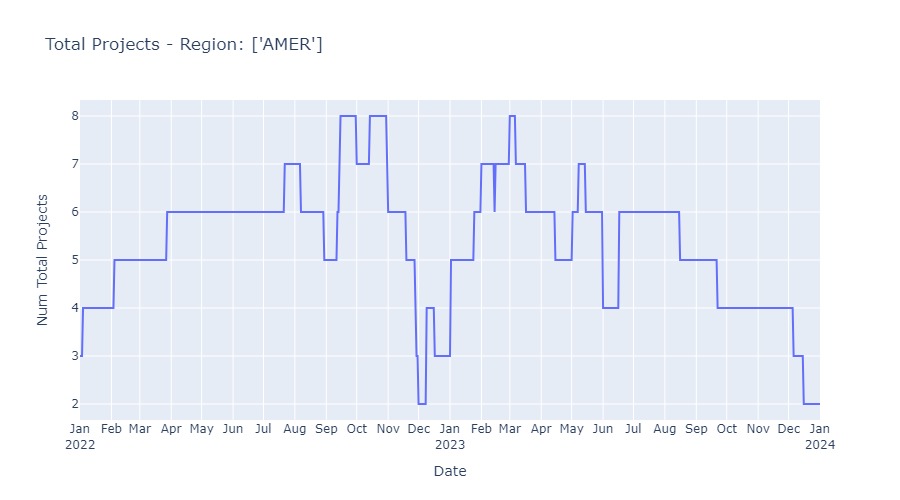 Total Projects - Region: ['AMER']
8
7
6
5
4
3
2
Num Total Projects
Jan Feb Mar Apr May Jun Jul Aug Sep Oct Nov Dec Jan Feb Mar Apr May Jun Jul Aug Sep Oct Nov Dec Jan
2022 2023 2024
Date